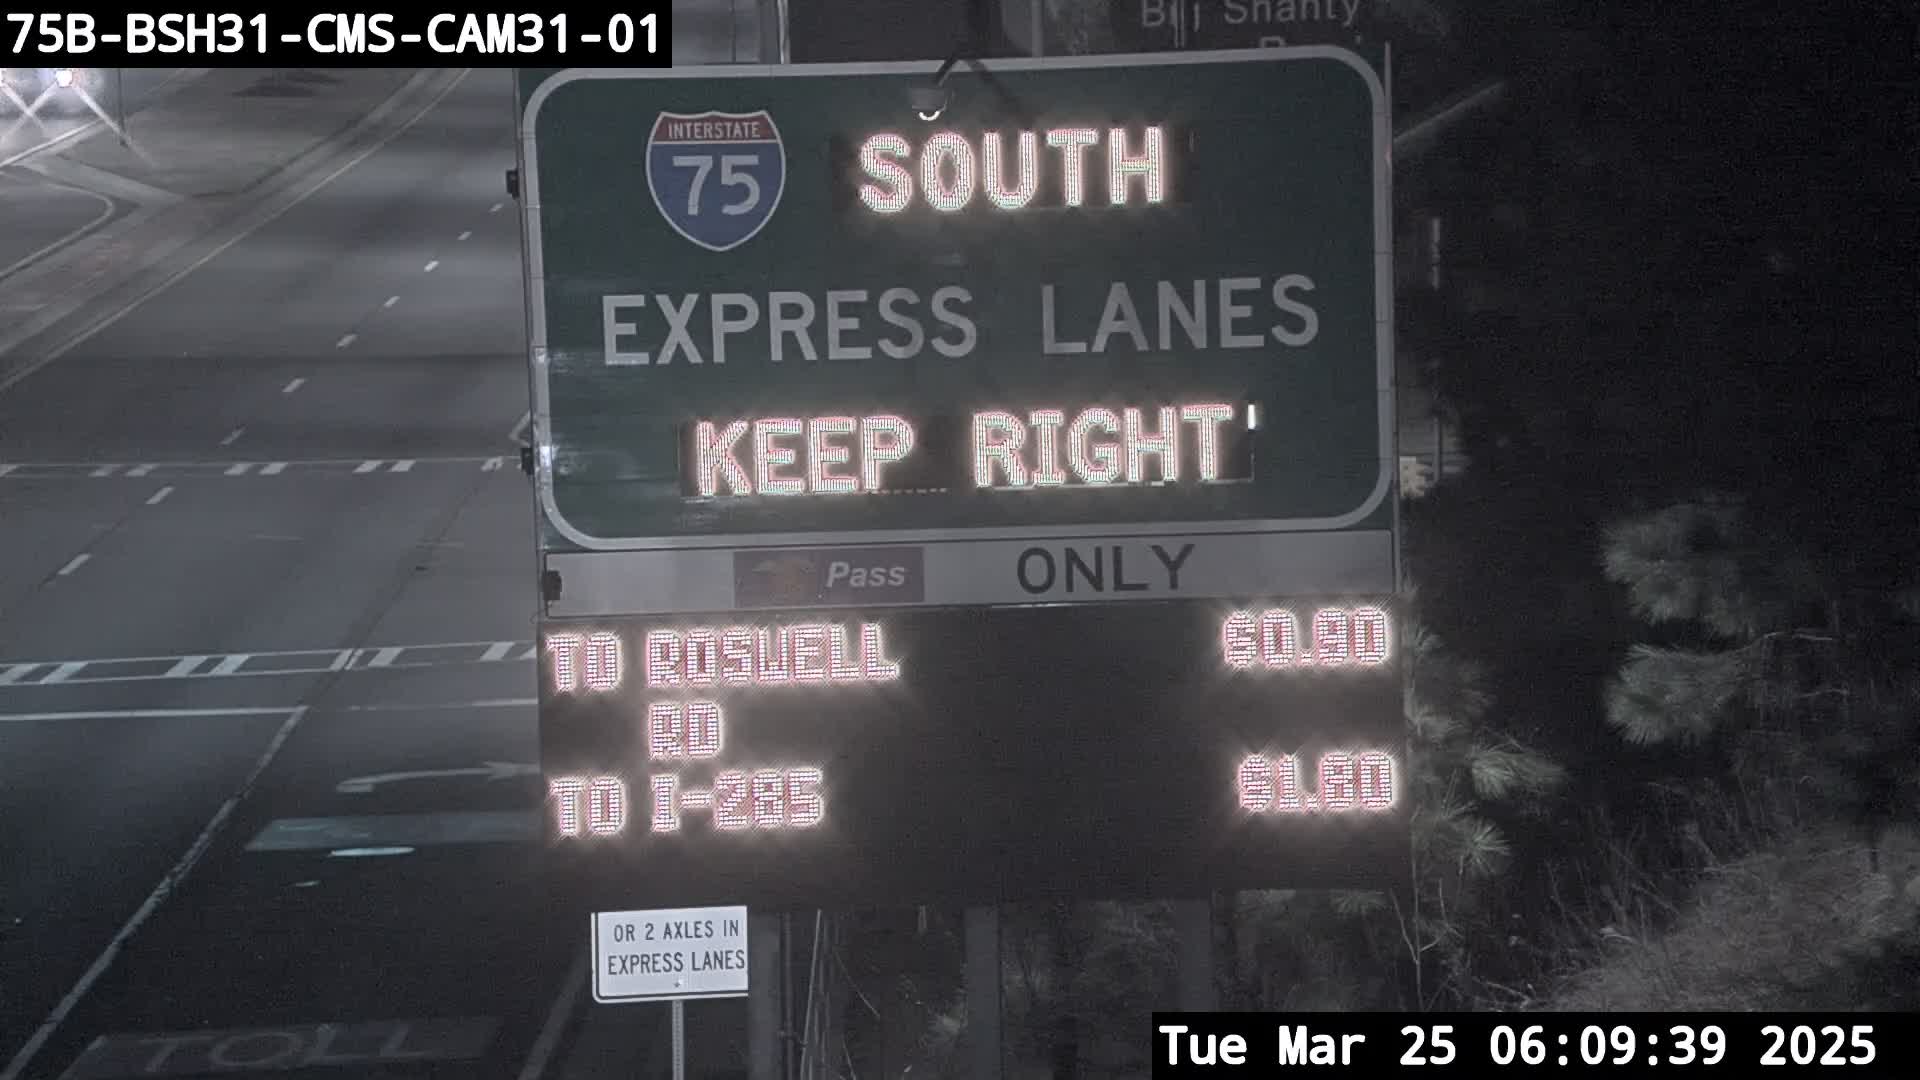 75B-BSH31-CMS-CAM31-01
Shanty
INTERSTATE
75
SOUTH
EXPRESS LANES
KEEP RIGHT
Pass ONLY
TO ROSWELL $0.90
RD
TO I-285 $1.80
OR 2 AXLES IN
EXPRESS LANES
TOLL
Tue Mar 25 06:09:39 2025